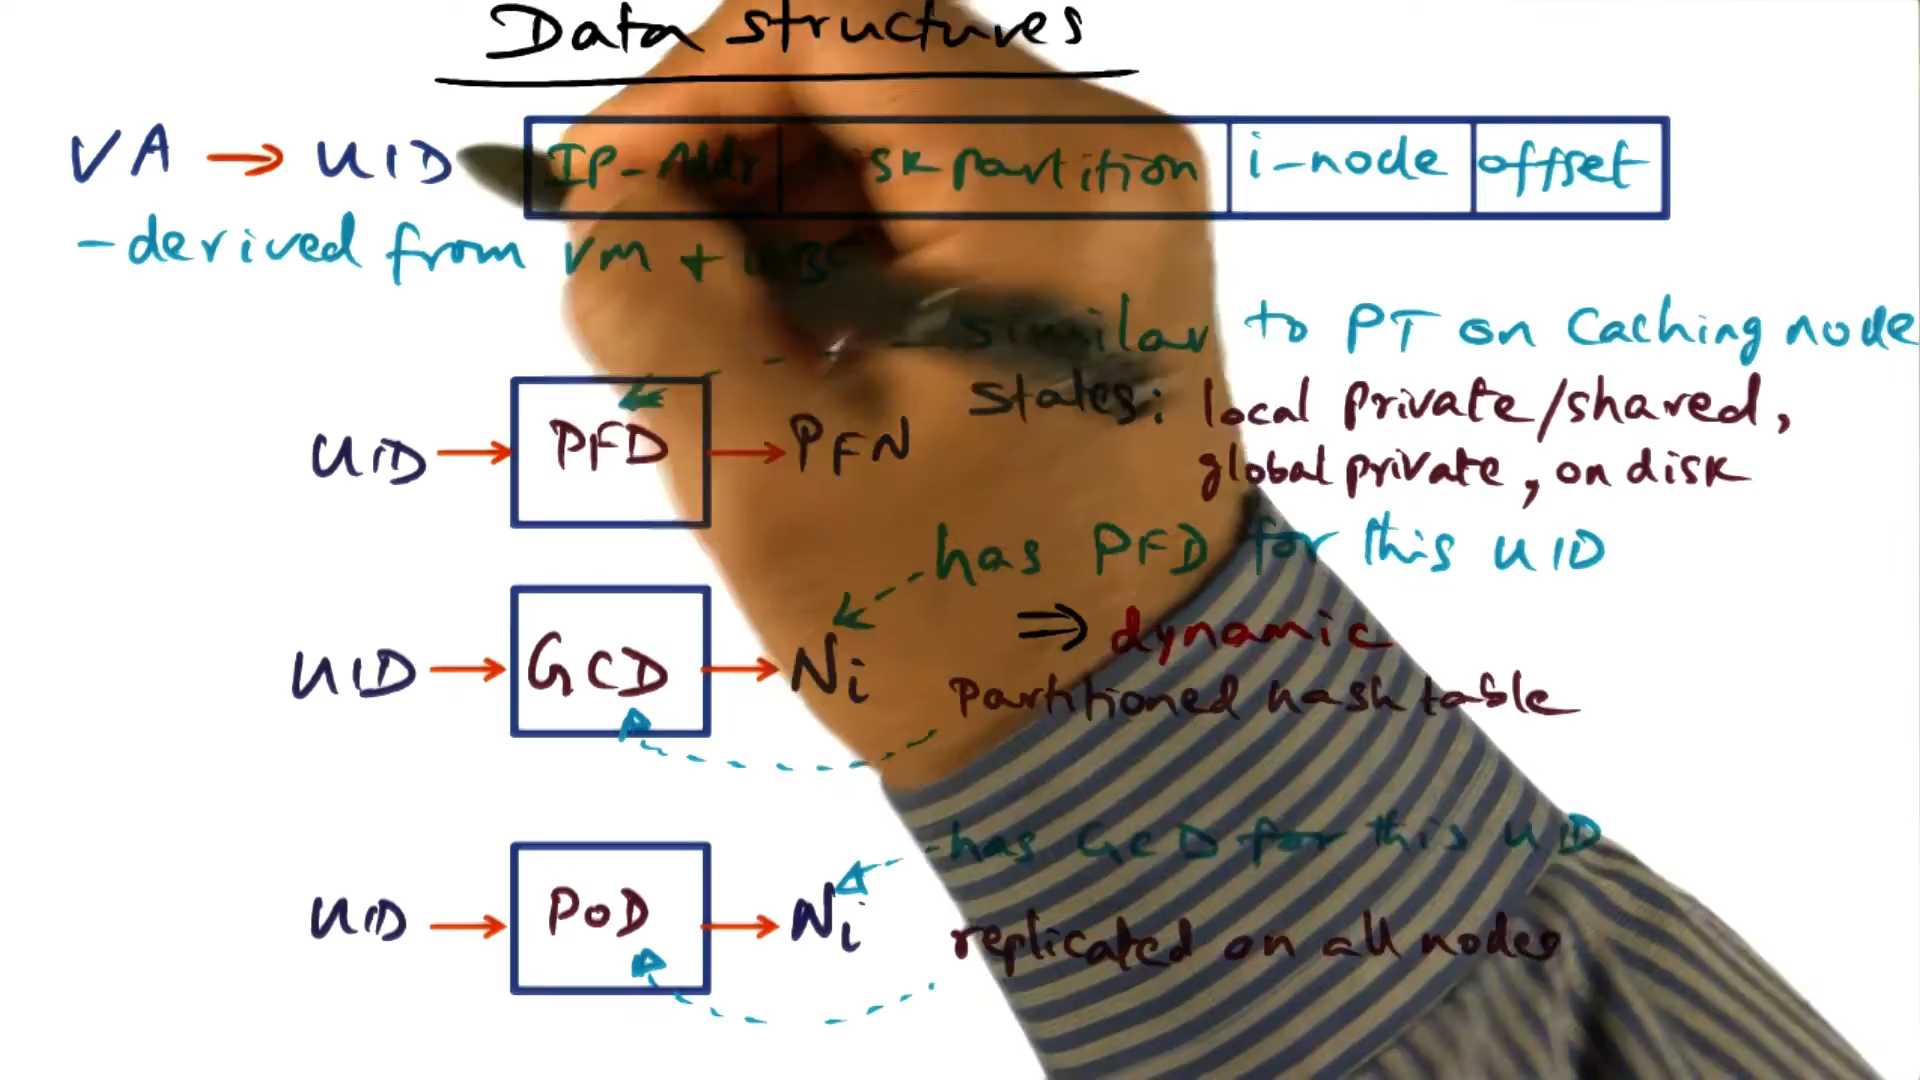 Data structures
VA → UID IP-Addr Disk partition i-node offset
- derived from VM +
similar to PT on caching node
States: local private/shared,
UID → PFD → PFN
global private, on disk
has PFD for this UID
⇒ dynamic
UID → GCD → Ni
Partitioned hash table
has GCD for this UID
UID → POD → Ni
replicated on all nodes